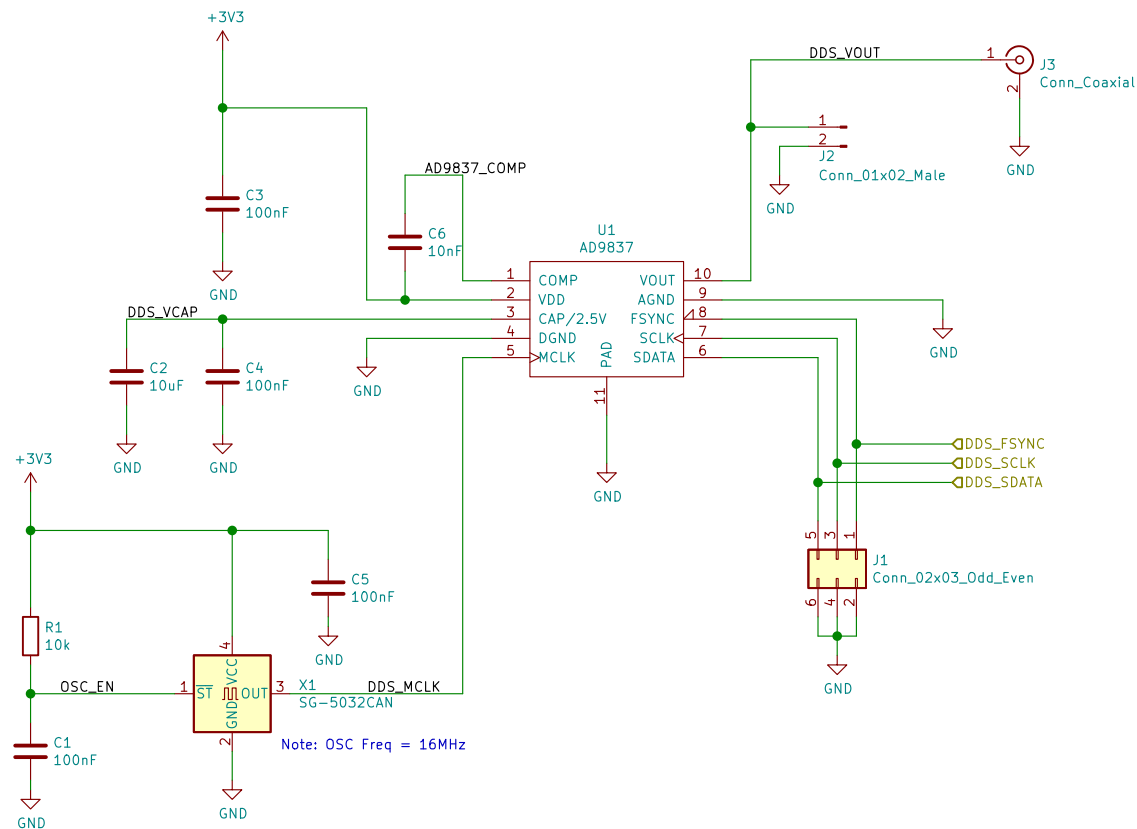 +3V3
DDS_VOUT
1
J3
Conn_Coaxial
2
GND
1
2
J2
Conn_01x02_Male
GND
AD9837_COMP
C3
100nF
GND
C6
10nF
U1
AD9837
1 COMP VOUT 10
2 VDD AGND 9
3 CAP/2.5V FSYNC 8
4 DGND SCLK 7
5 MCLK SDATA 6
PAD
11
GND
GND
GND
DDS_VCAP
C2
10uF
GND
C4
100nF
GND
DDS_FSYNC
DDS_SCLK
DDS_SDATA
5 3 1
J1
Conn_02x03_Odd_Even
6 4 2
GND
+3V3
C5
100nF
GND
R1
10k
OSC_EN
4
VCC
1 ST OUT 3
GND
2
X1
SG-5032CAN
DDS_MCLK
Note: OSC Freq = 16MHz
C1
100nF
GND
GND